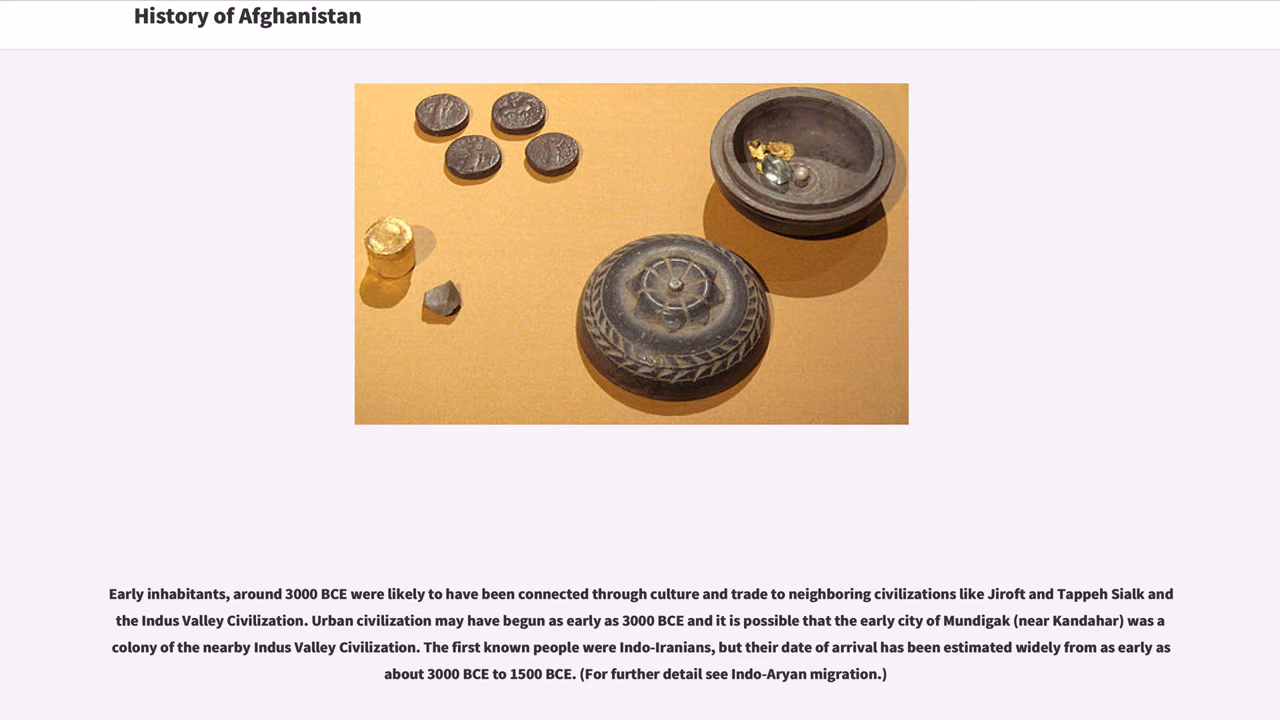 History of Afghanistan
Early inhabitants, around 3000 BCE were likely to have been connected through culture and trade to neighboring civilizations like Jiroft and Tappeh Sialk and
the Indus Valley Civilization. Urban civilization may have begun as early as 3000 BCE and it is possible that the early city of Mundigak (near Kandahar) was a
colony of the nearby Indus Valley Civilization. The first known people were Indo-Iranians, but their date of arrival has been estimated widely from as early as
about 3000 BCE to 1500 BCE. (For further detail see Indo-Aryan migration.)